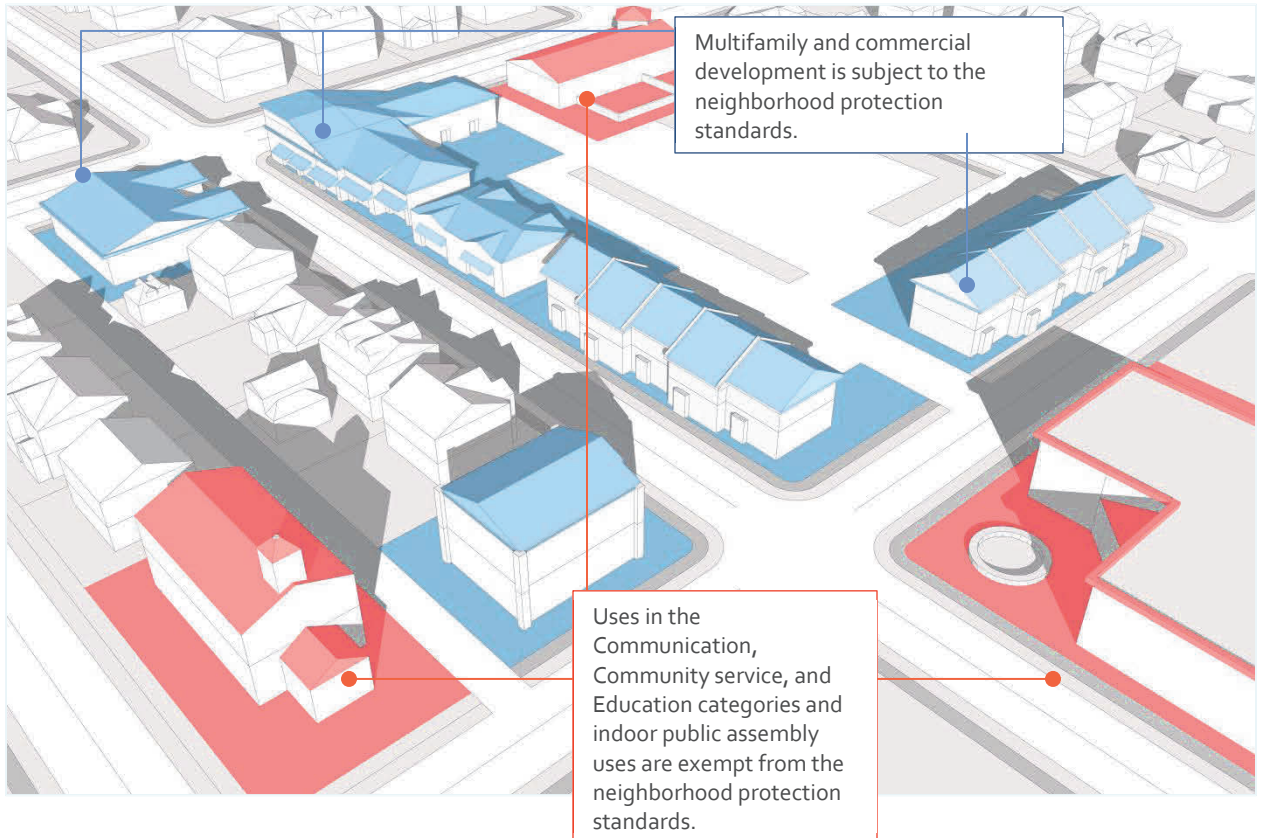 Multifamily and commercial
development is subject to the
neighborhood protection
standards.
Uses in the
Communication,
Community service, and
Education categories and
indoor public assembly
uses are exempt from the
neighborhood protection
standards.